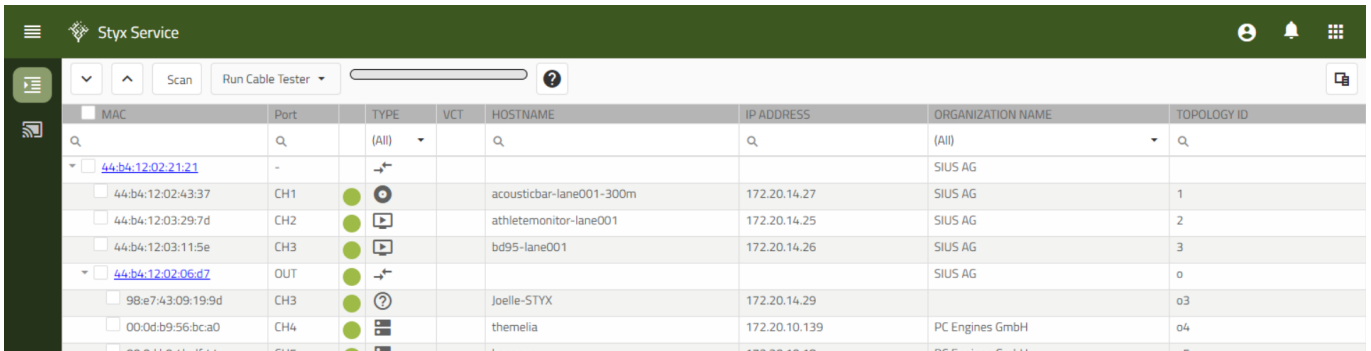 Styx Service
Scan Run Cable Tester
MAC Port TYPE VCT HOSTNAME IP ADDRESS ORGANIZATION NAME TOPOLOGY ID
(All) (All)
44:b4:12:02:21:21 - SIUS AG
44:b4:12:02:43:37 CH1 acousticbar-lane001-300m 172.20.14.27 SIUS AG 1
44:b4:12:03:29:7d CH2 athletemonitor-lane001 172.20.14.25 SIUS AG 2
44:b4:12:03:11:5e CH3 bd95-lane001 172.20.14.26 SIUS AG 3
44:b4:12:02:06:d7 OUT SIUS AG o
98:e7:43:09:19:9d CH3 Joelle-STYX 172.20.14.29 o3
00:0d:b9:56:bc:a0 CH4 themelia 172.20.10.139 PC Engines GmbH o4